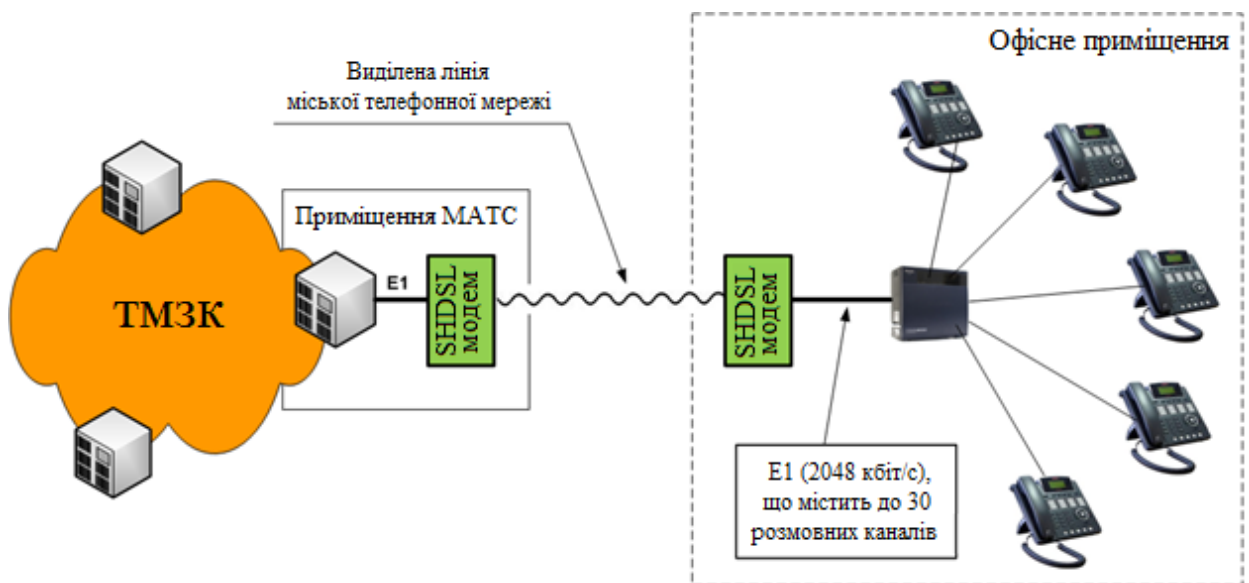 Офісне приміщення
Виділена лінія
міської телефонної мережі
Приміщення МАТС
E1
SHDSL
модем
SHDSL
модем
ТМЗК
E1 (2048 кбіт/с),
що містить до 30
розмовних каналів